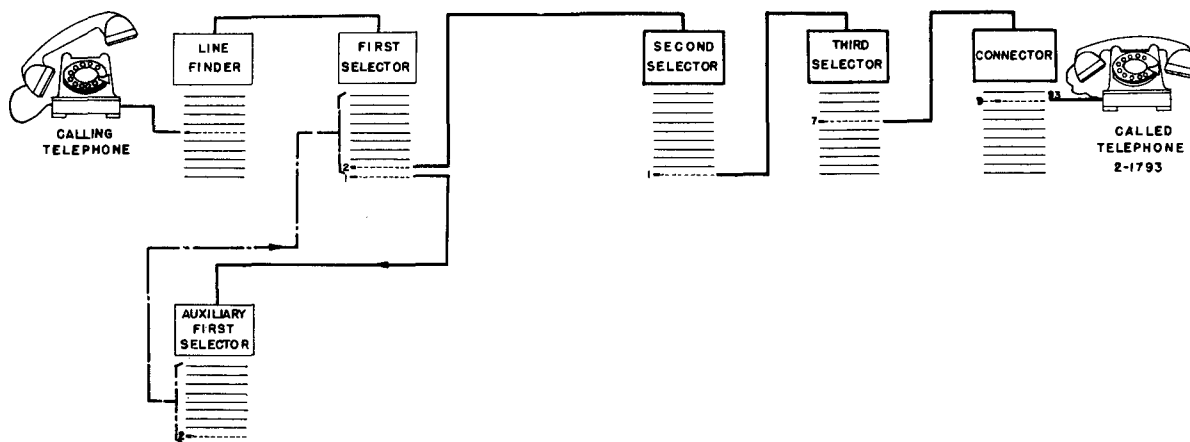 LINE
FINDER
FIRST
SELECTOR
SECOND
SELECTOR
THIRD
SELECTOR
CONNECTOR
CALLING
TELEPHONE
2
1
1
7
9
93
CALLED
TELEPHONE
2-1793
AUXILIARY
FIRST
SELECTOR
2